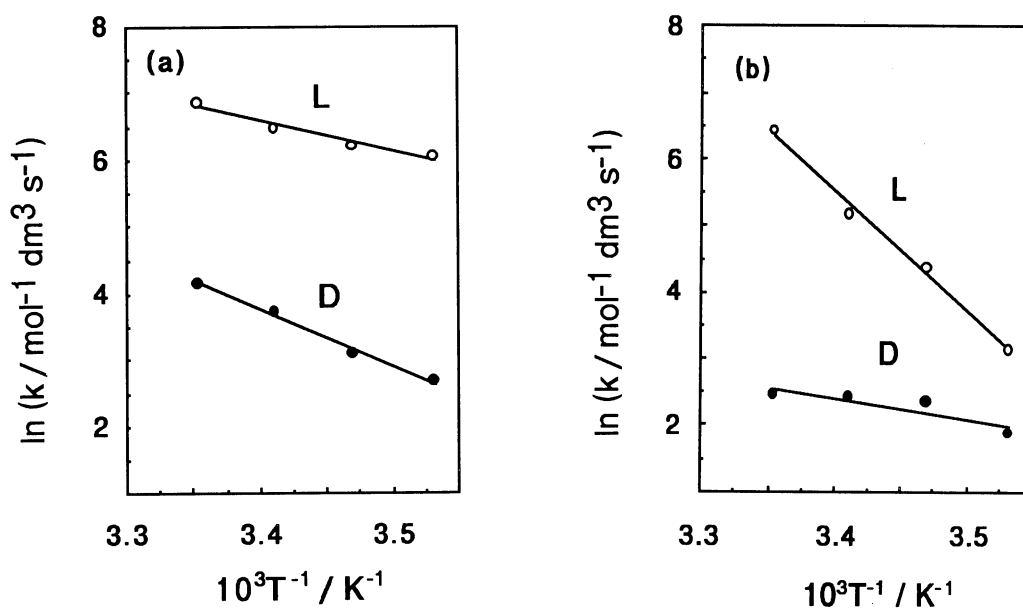 (a)
8
6
4
2
L
D
ln (k / mol⁻¹ dm³ s⁻¹)
3.3 3.4 3.5
10³T⁻¹ / K⁻¹
(b)
8
6
4
2
L
D
ln (k / mol⁻¹ dm³ s⁻¹)
3.3 3.4 3.5
10³T⁻¹ / K⁻¹